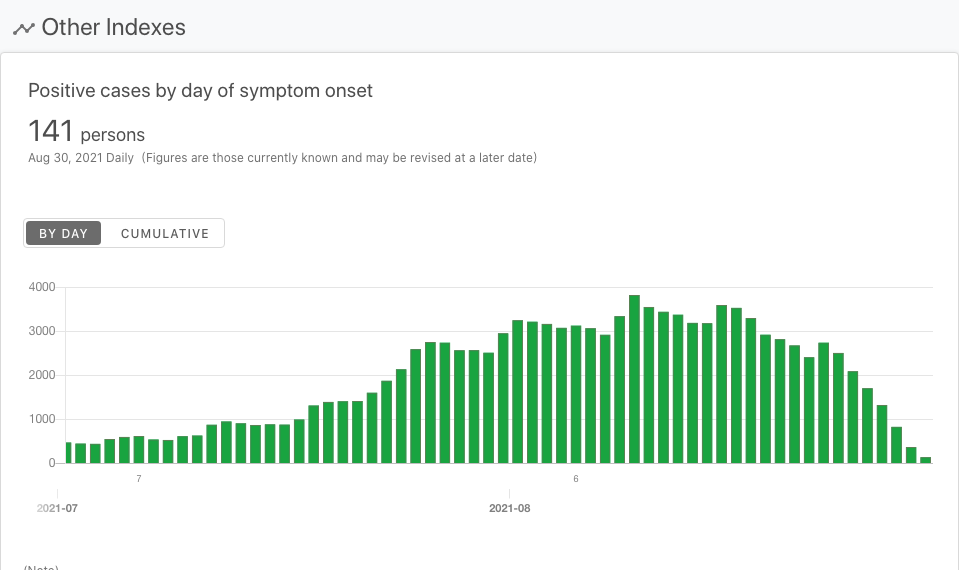 Other Indexes
Positive cases by day of symptom onset
141 persons
Aug 30, 2021 Daily (Figures are those currently known and may be revised at a later date)
BY DAY CUMULATIVE
4000
3000
2000
1000
0
7 6
2021-07 2021-08
(Note)